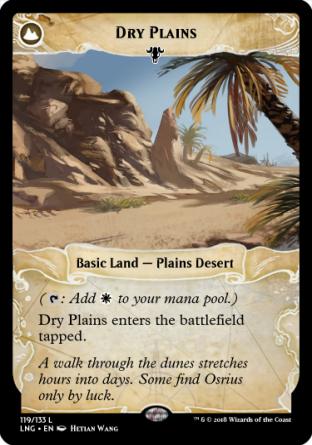 DRY PLAINS
Basic Land — Plains Desert
( : Add to your mana pool.)
Dry Plains enters the battlefield
tapped.
A walk through the dunes stretches
hours into days. Some find Osrius
only by luck.
119/133 L
LNG • EN HETIAN WANG
™ & © 2018 Wizards of the Coast